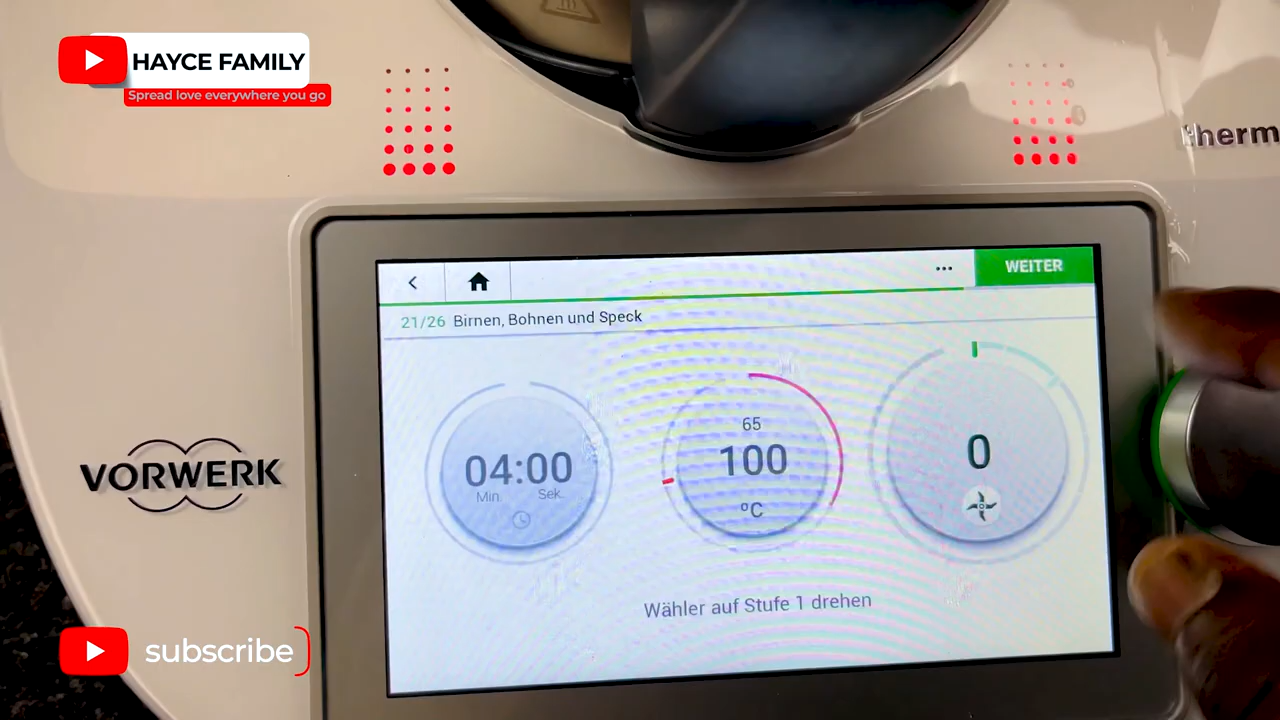 HAYCE FAMILY
Spread love everywhere you go
therm
WEITER
21/26 Birnen, Bohnen und Speck
04:00
Min. Sek.
65
100
°C
0
Wähler auf Stufe 1 drehen
VORWERK
subscribe